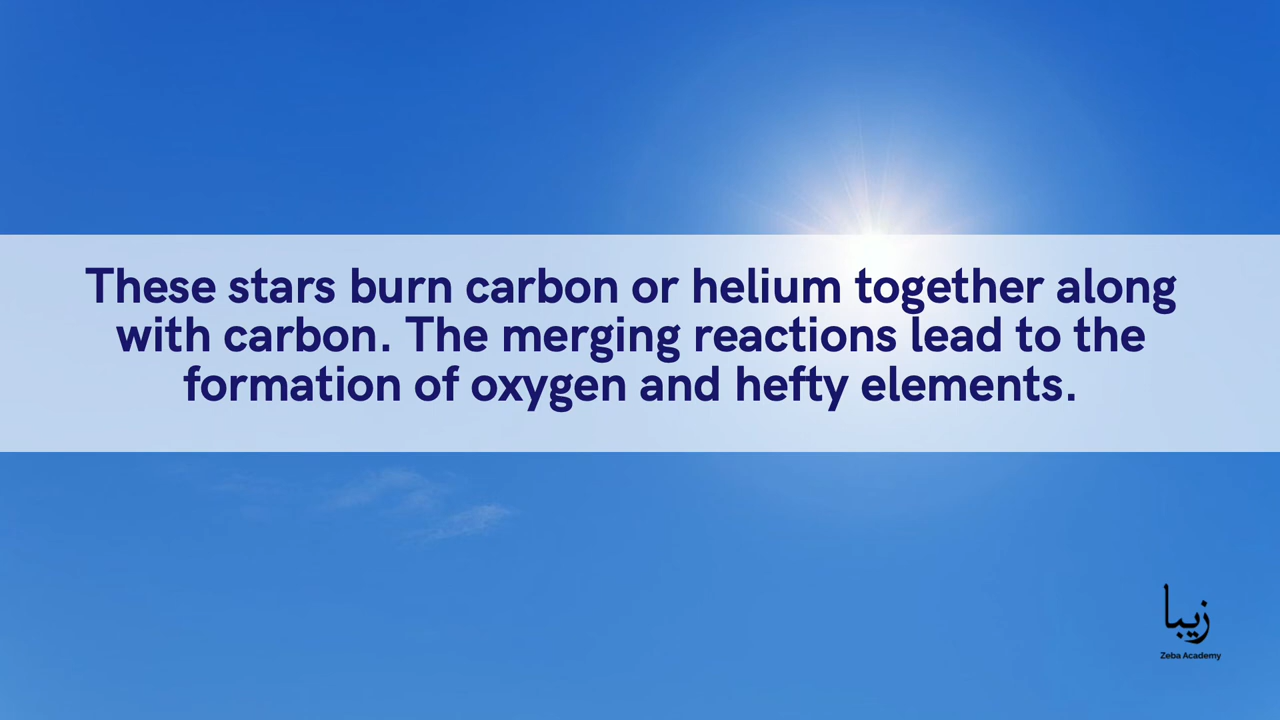 These stars burn carbon or helium together along
with carbon. The merging reactions lead to the
formation of oxygen and hefty elements.
زيبا
Zeba Academy